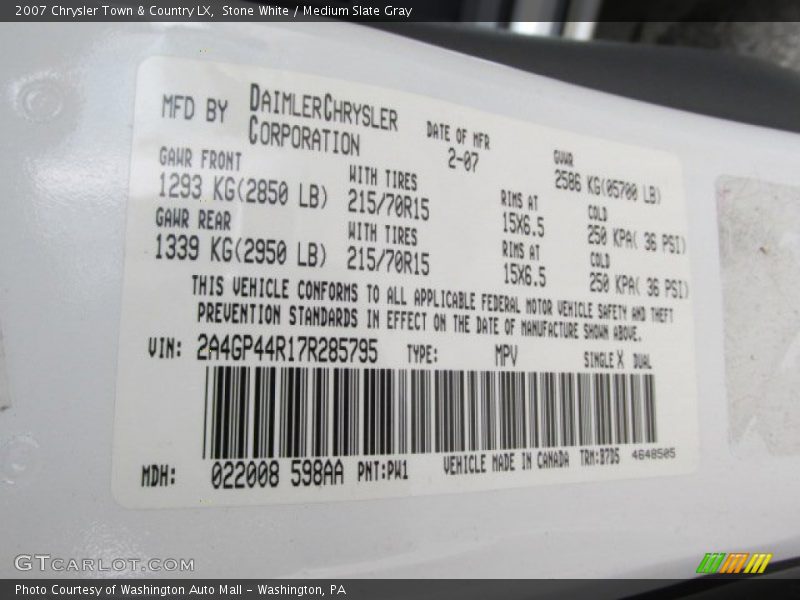 2007 Chrysler Town & Country LX,  Stone White / Medium Slate Gray
MFD BY DAIMLERCHRYSLER CORPORATION
DATE OF MFR 2-07
GVWR 2586 KG(05700 LB)
GAWR FRONT WITH TIRES RIMS AT COLD
1293 KG(2850 LB) 215/70R15 15X6.5 250 KPA( 36 PSI)
GAWR REAR WITH TIRES RIMS AT COLD
1339 KG(2950 LB) 215/70R15 15X6.5 250 KPA( 36 PSI)
THIS VEHICLE CONFORMS TO ALL APPLICABLE FEDERAL MOTOR VEHICLE SAFETY AND THEFT
PREVENTION STANDARDS IN EFFECT ON THE DATE OF MANUFACTURE SHOWN ABOVE.
VIN: 2A4GP44R17R285795 TYPE: MPV SINGLE X DUAL
MDH: 022008 598AA PNT:PW1 VEHICLE MADE IN CANADA TRM:B7D5 4648505
GTCARLOT.COM
Photo Courtesy of Washington Auto Mall - Washington, PA